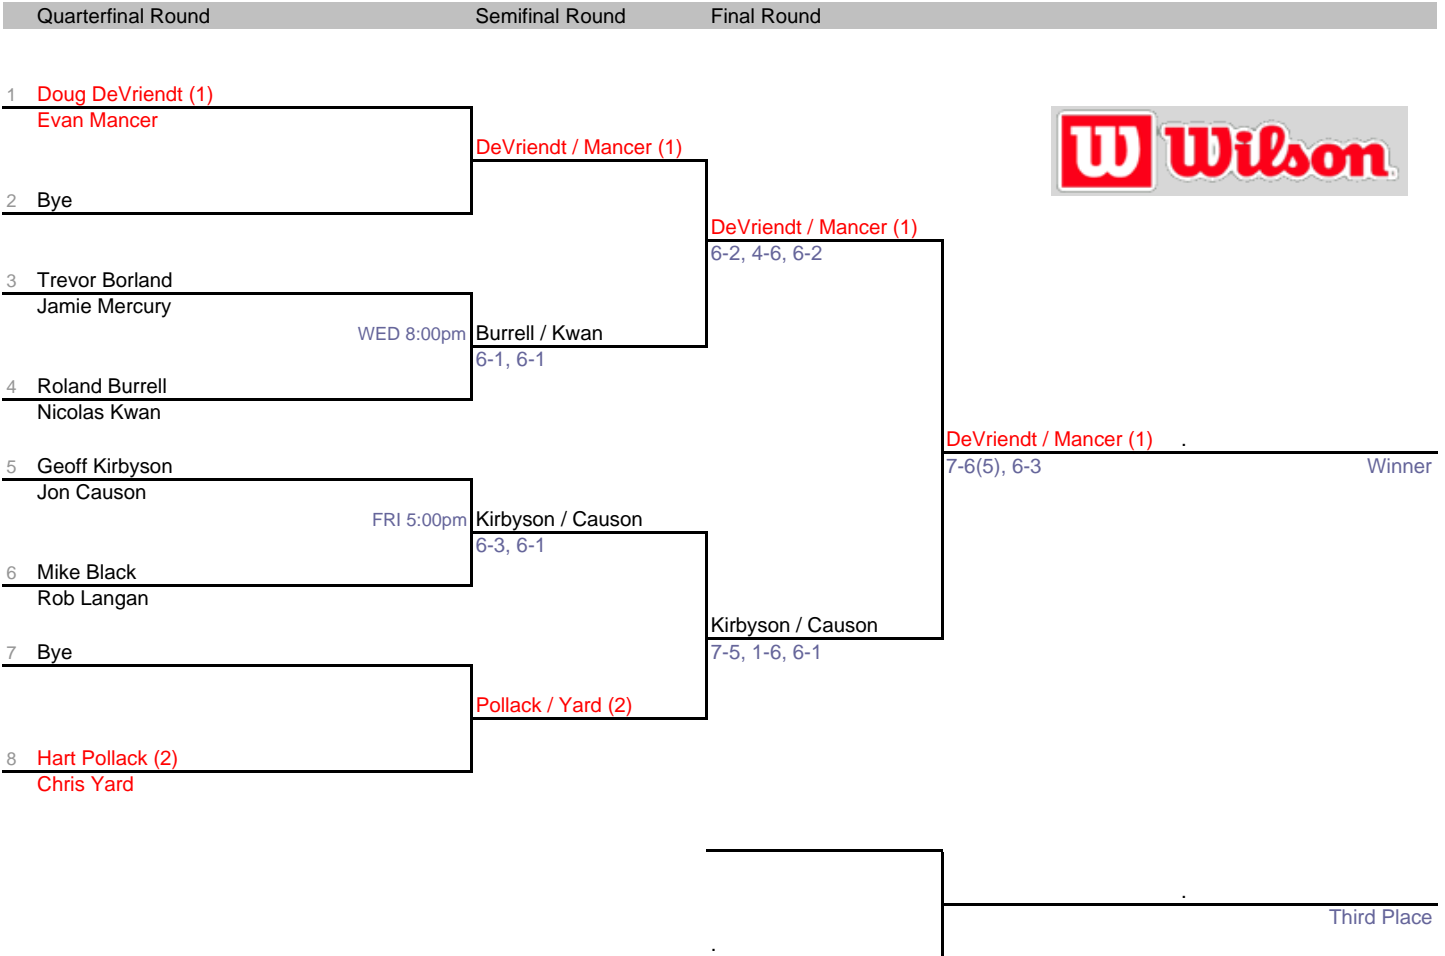 Quarterfinal Round Semifinal Round Final Round
1 Doug DeVriendt (1)
Evan Mancer
DeVriendt / Mancer (1)
W Wilson
2 Bye
DeVriendt / Mancer (1)
6-2, 4-6, 6-2
3 Trevor Borland
Jamie Mercury
WED 8:00pm Burrell / Kwan
6-1, 6-1
4 Roland Burrell
Nicolas Kwan
DeVriendt / Mancer (1) .
7-6(5), 6-3 Winner
5 Geoff Kirbyson
Jon Causon
FRI 5:00pm Kirbyson / Causon
6-3, 6-1
6 Mike Black
Rob Langan
Kirbyson / Causon
7-5, 1-6, 6-1
7 Bye
Pollack / Yard (2)
8 Hart Pollack (2)
Chris Yard
.
Third Place
.